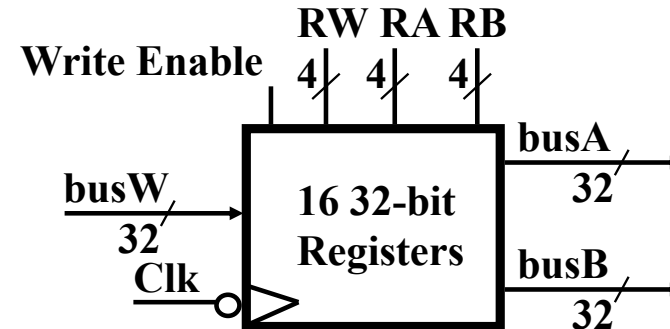 RW RA RB
Write Enable
4 4 4
busA
32
busW
32
16 32-bit
Registers
Clk
busB
32